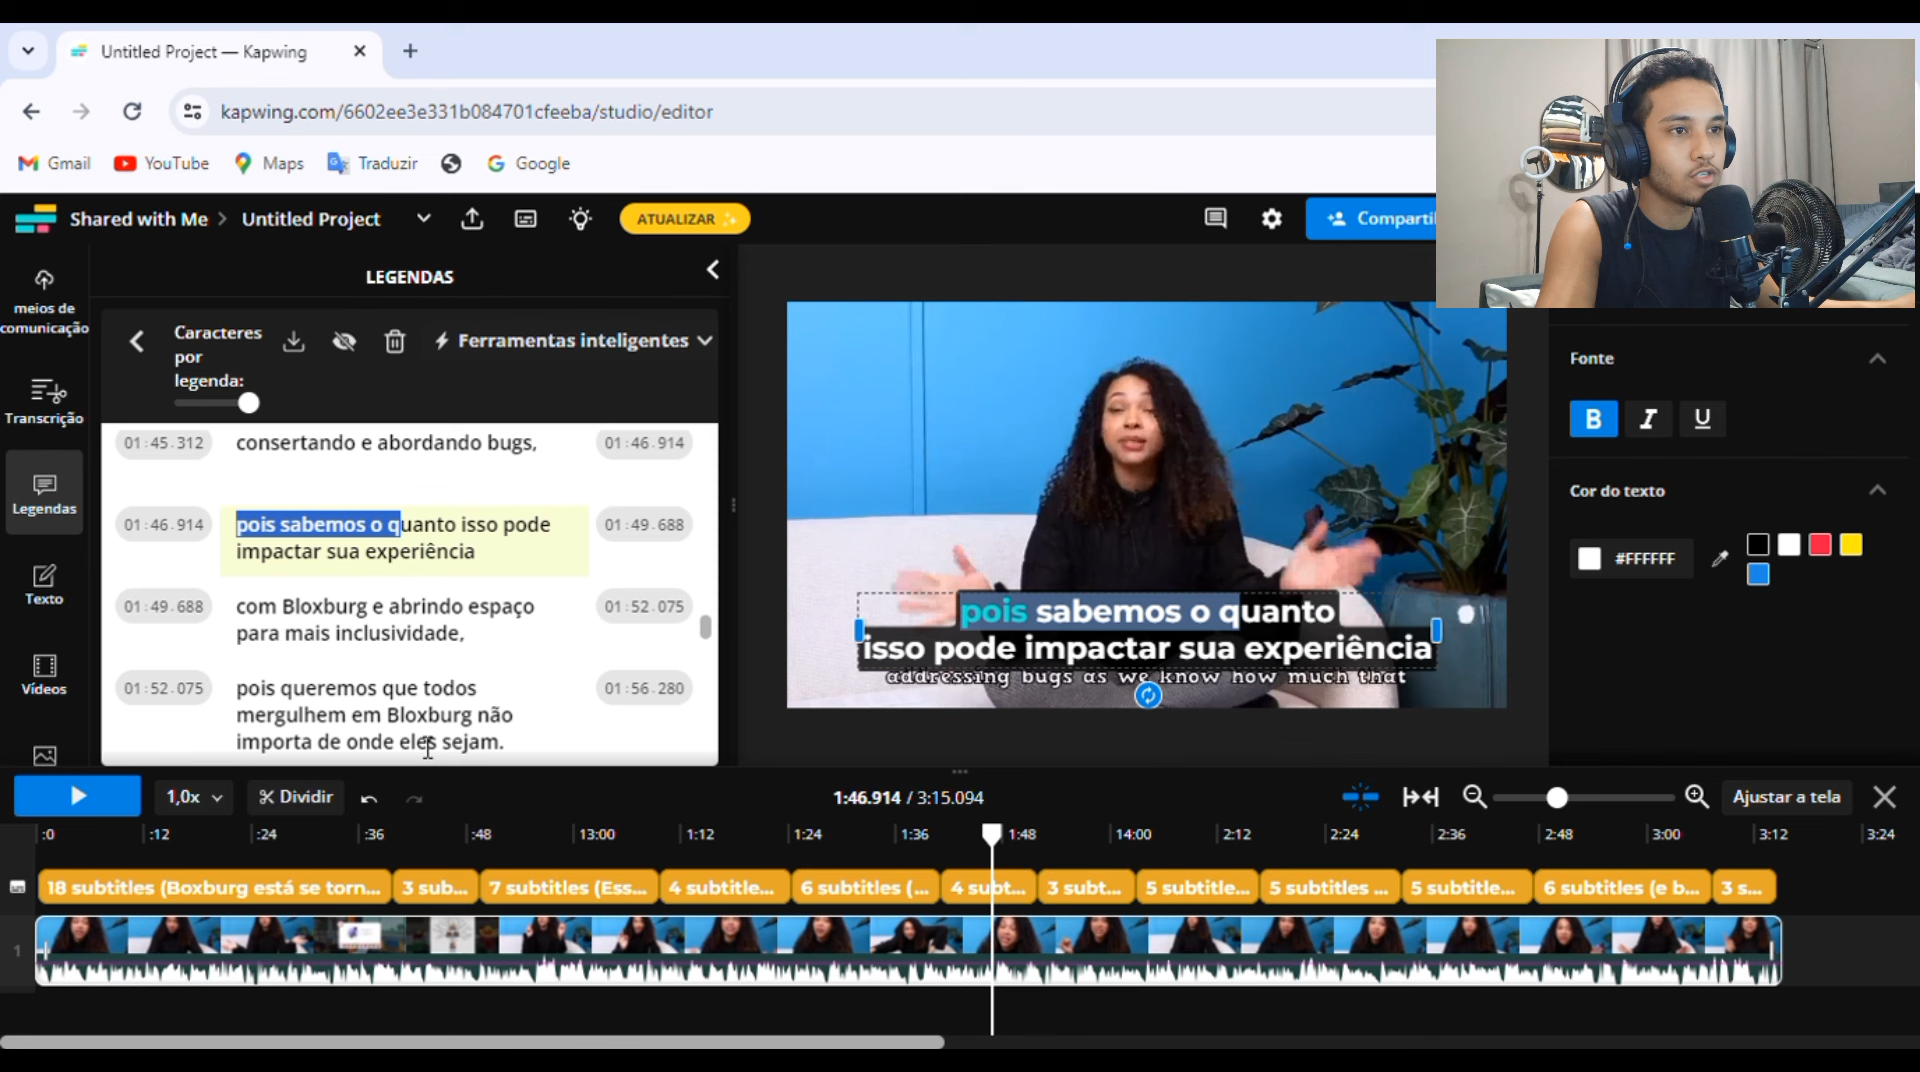 Untitled Project — Kapwing
kapwing.com/6602ee3e331b084701cfeeba/studio/editor
Gmail YouTube Maps Traduzir Google
Shared with Me > Untitled Project ATUALIZAR Comparti
LEGENDAS
meios de
comunicação
Transcrição
Legendas
Texto
Vídeos
Caracteres
por
legenda:
Ferramentas inteligentes
01:45.312 consertando e abordando bugs, 01:46.914
01:46.914 pois sabemos o quanto isso pode 01:49.688
impactar sua experiência
01:49.688 com Bloxburg e abrindo espaço 01:52.075
para mais inclusividade,
01:52.075 pois queremos que todos 01:56.280
mergulhem em Bloxburg não
importa de onde eles sejam.
pois sabemos o quanto
isso pode impactar sua experiência
addressing bugs as we know how much that
Fonte
B I U
Cor do texto
#FFFFFF
1,0x Dividir 1:46.914 / 3:15.094 Ajustar a tela
:0 :12 :24 :36 :48 13:00 1:12 1:24 1:36 1:48 14:00 2:12 2:24 2:36 2:48 3:00 3:12 3:24
18 subtitles (Boxburg está se torn... 3 sub... 7 subtitles (Ess... 4 subtitle... 6 subtitles (... 4 subt... 3 subt... 5 subtitle... 5 subtitles ... 5 subtitle... 6 subtitles (e b... 3 s...
1